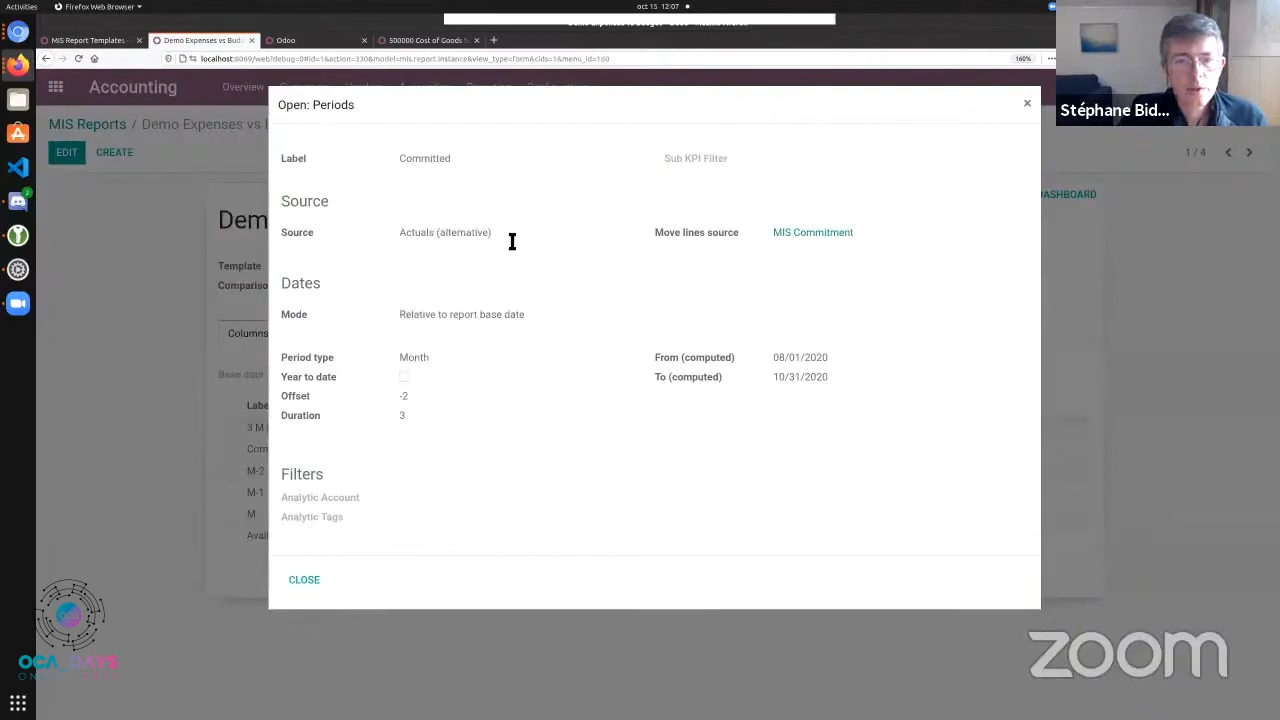 Activities
Firefox Web Browser
oct 15 12:07
MIS Report Templates -
Demo Expenses vs Budg
Odoo
500000 Cost of Goods S
localhost:8069/web?debug=0#id=1&action=330&model=mis.report.instance&view_type=form&cids=1&menu_id=160
160%
Accounting
Overview
Stéphane Bid...
MIS Reports / Demo Expenses vs
EDIT
CREATE
1 / 4
DASHBOARD
Dem
Template
Compariso
Columns
Base date
Labe
3 M
Com
M-2
M-1
M
Avail
Open: Periods
Label
Committed
Sub KPI Filter
Source
Source
Actuals (alternative)
Move lines source
MIS Commitment
Dates
Mode
Relative to report base date
Period type
Month
From (computed)
08/01/2020
Year to date
To (computed)
10/31/2020
Offset
-2
Duration
3
Filters
Analytic Account
Analytic Tags
CLOSE
OCA DAYS
zoom